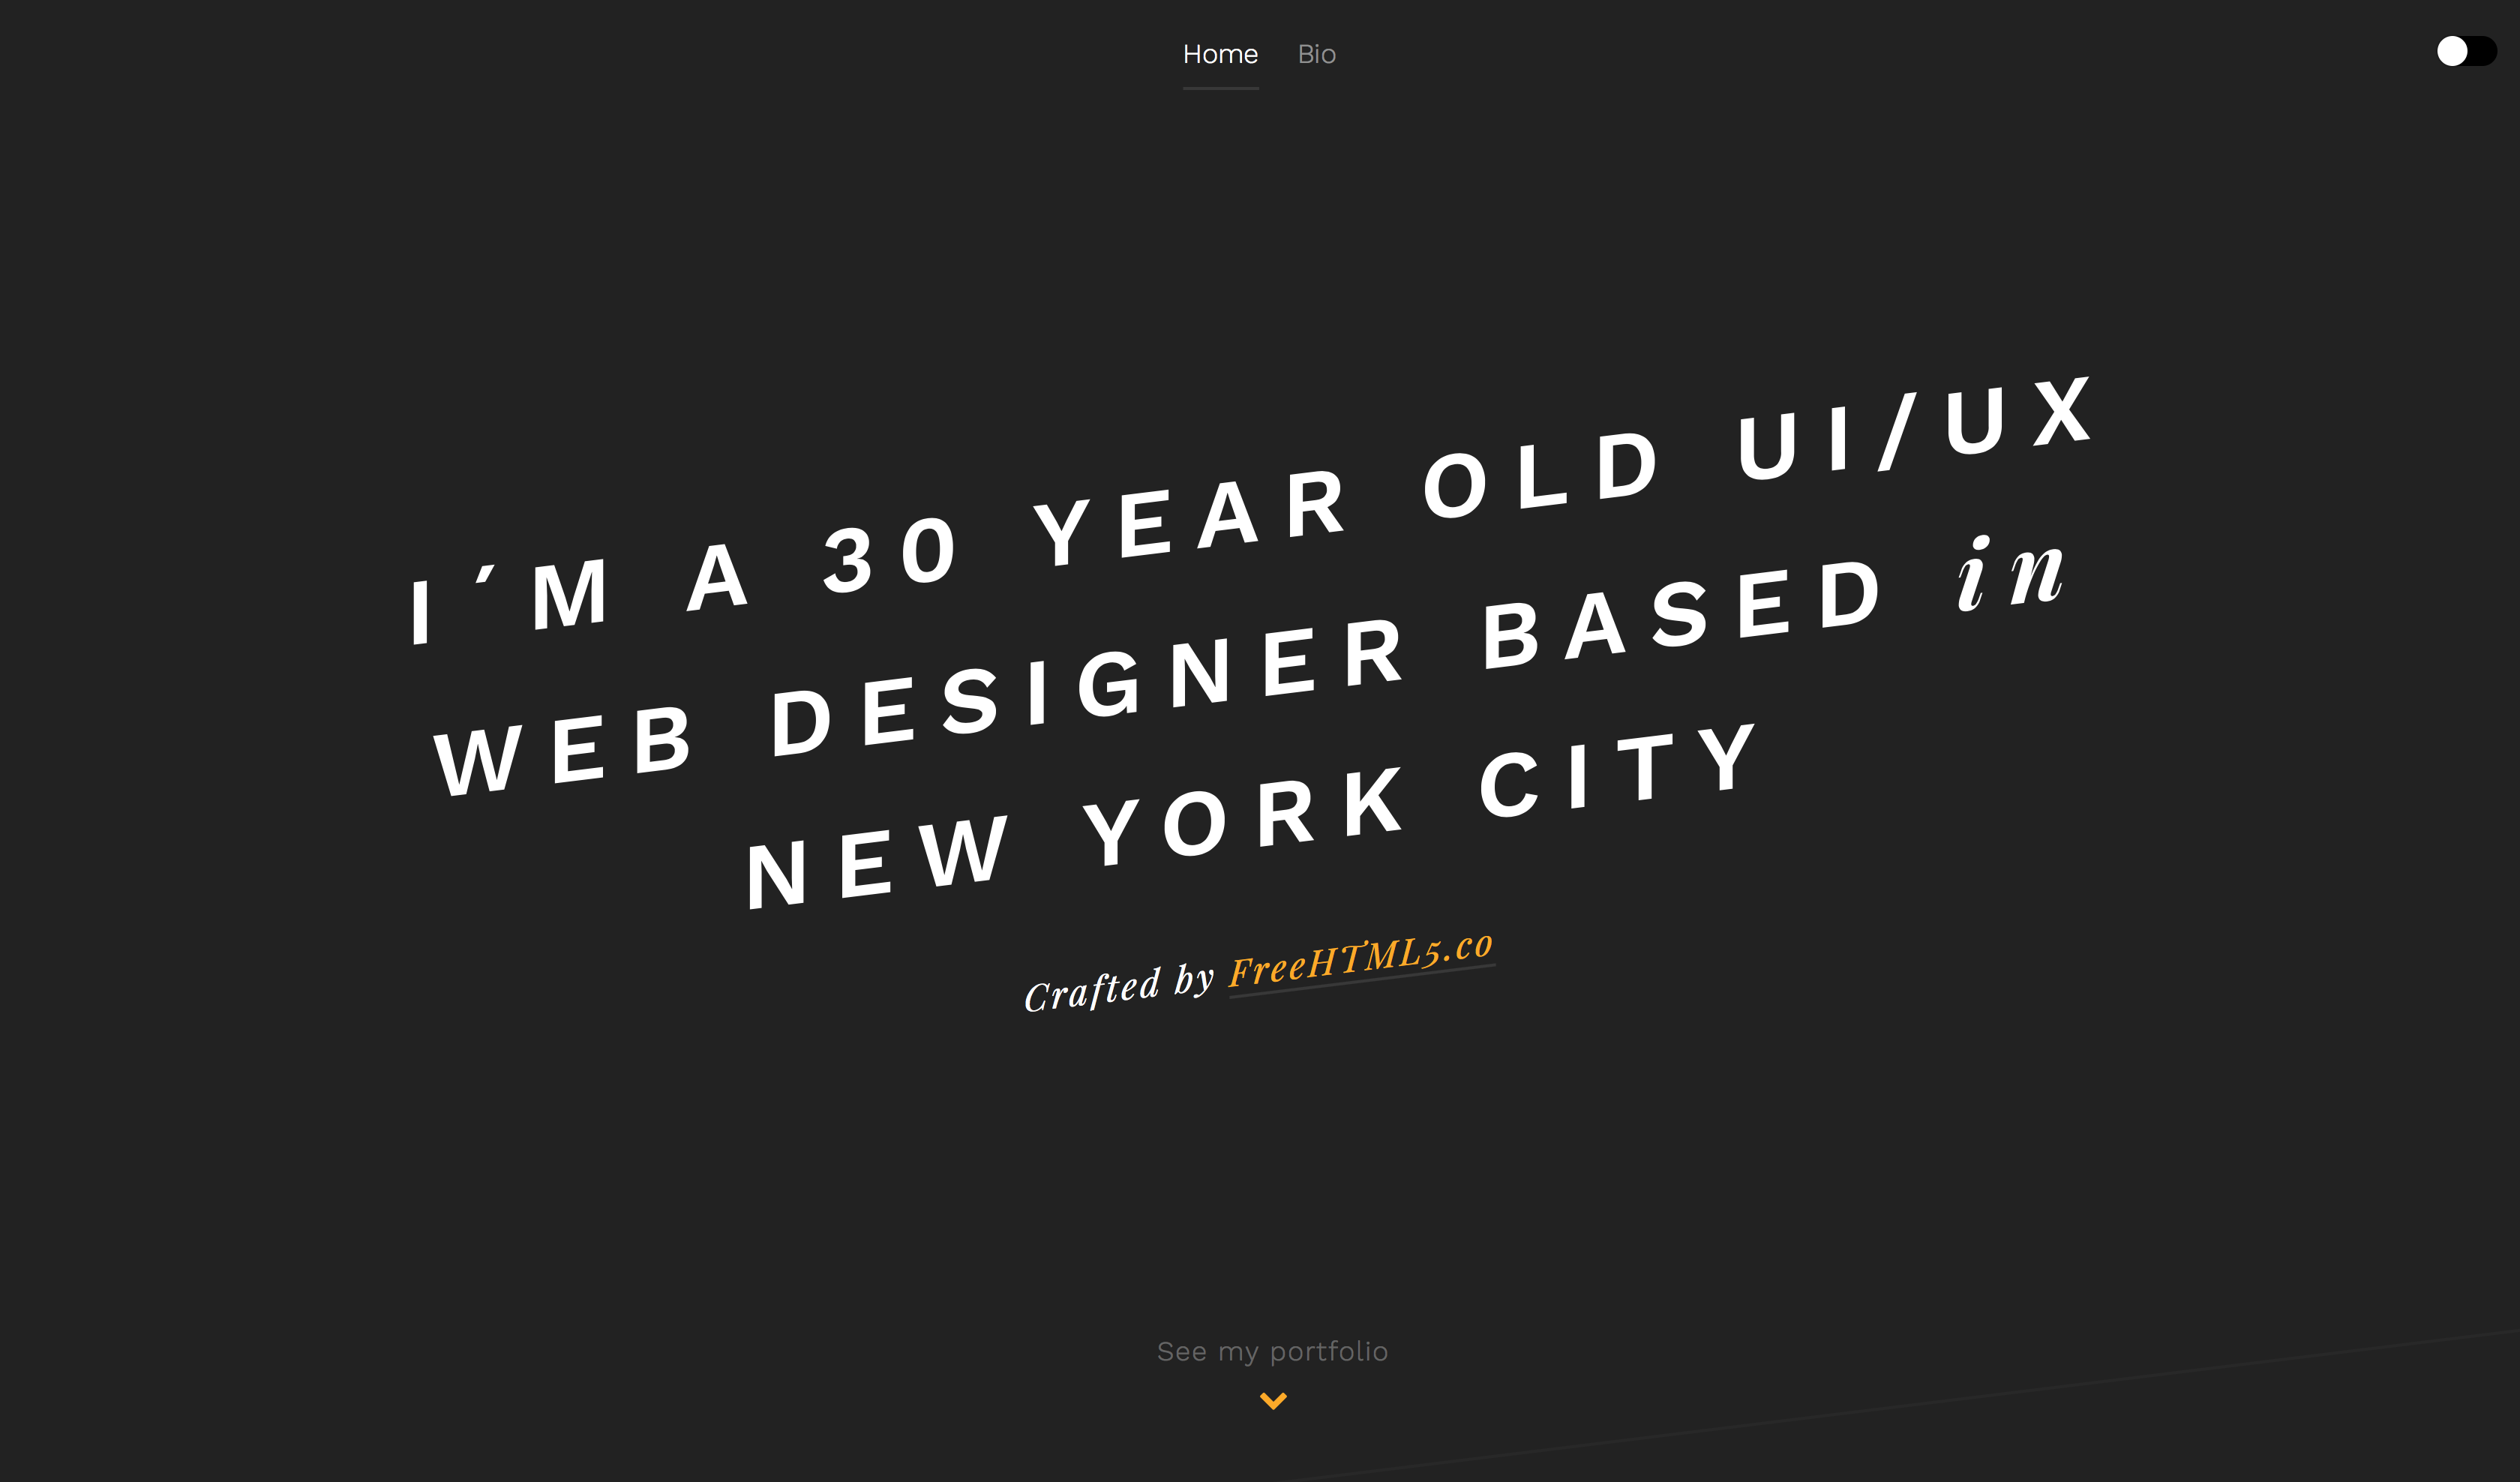 Home Bio
I´M A 30 YEAR OLD UI/UX
WEB DESIGNER BASED in
NEW YORK CITY
Crafted by FreeHTML5.co
See my portfolio